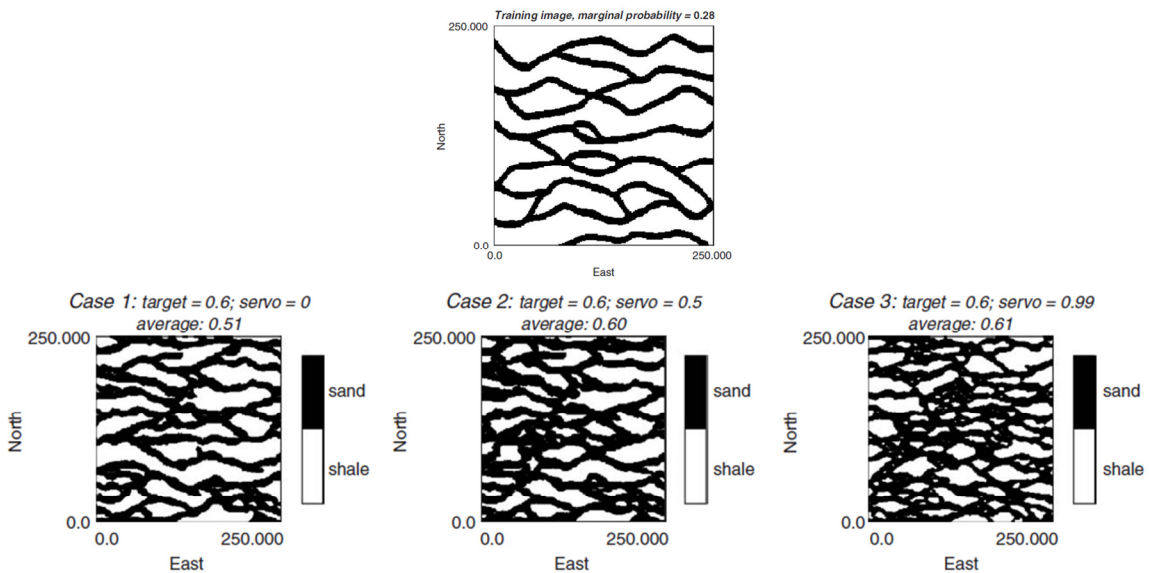 Training image, marginal probability = 0.28
250.000
North
0.0
0.0 250.000
East
Case 1: target = 0.6; servo = 0
average: 0.51
250.000
sand
North
shale
0.0
0.0 250.000
East
Case 2: target = 0.6; servo = 0.5
average: 0.60
250.000
sand
North
shale
0.0
0.0 250.000
East
Case 3: target = 0.6; servo = 0.99
average: 0.61
250.000
sand
North
shale
0.0
0.0 250.000
East